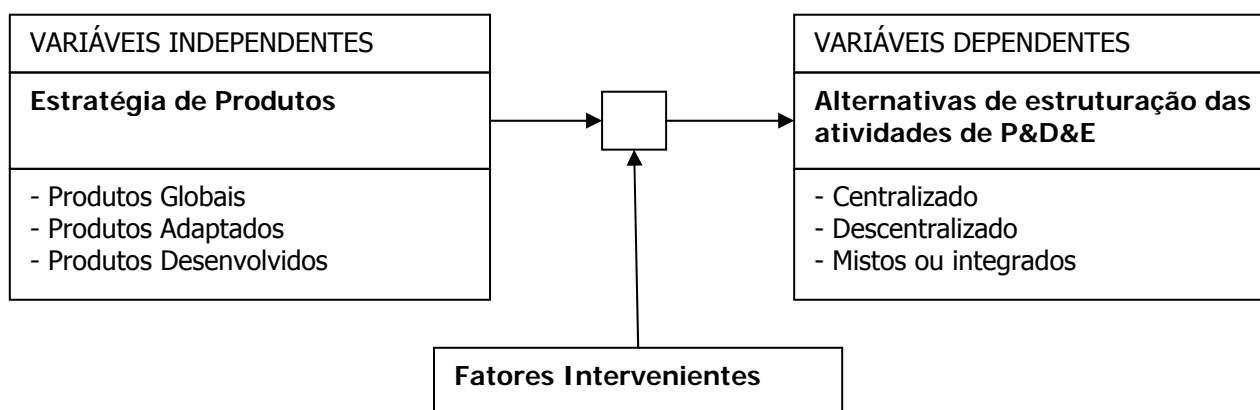 VARIÁVEIS INDEPENDENTES
Estratégia de Produtos
- Produtos Globais
- Produtos Adaptados
- Produtos Desenvolvidos
VARIÁVEIS DEPENDENTES
Alternativas de estruturação das
atividades de P&D&E
- Centralizado
- Descentralizado
- Mistos ou integrados
Fatores Intervenientes